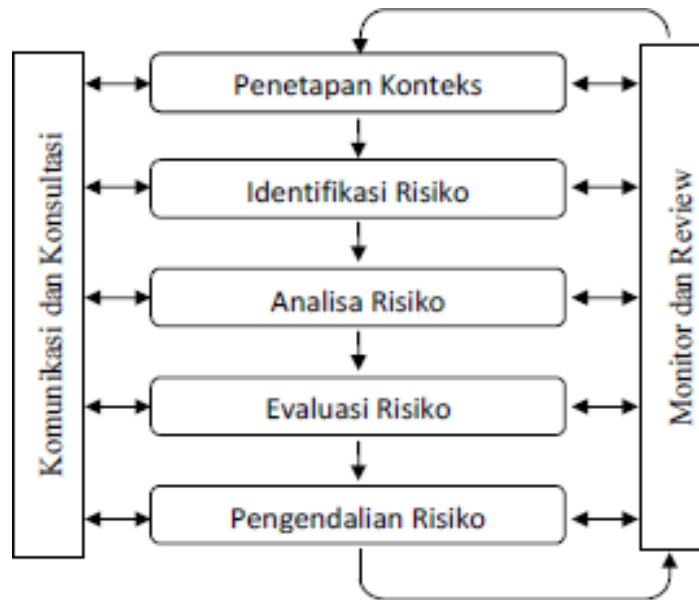 Komunikasi dan Konsultasi
Penetapan Konteks
Identifikasi Risiko
Analisa Risiko
Evaluasi Risiko
Pengendalian Risiko
Monitor dan Review